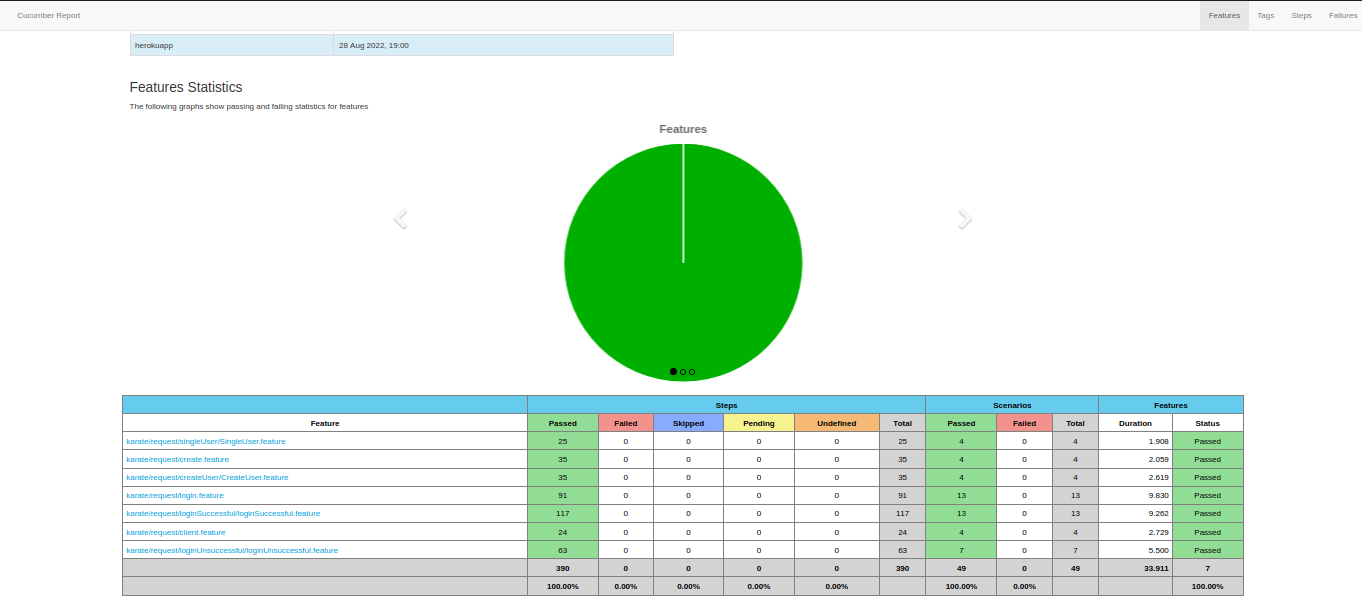 Cucumber Report Features Tags Steps Failures
herokuapp 28 Aug 2022, 19:00
Features Statistics
The following graphs show passing and failing statistics for features
Features
Steps Scenarios Features
Feature Passed Failed Skipped Pending Undefined Total Passed Failed Total Duration Status
karate/request/singleUser/SingleUser.feature 25 0 0 0 0 25 4 0 4 1.908 Passed
karate/request/create.feature 35 0 0 0 0 35 4 0 4 2.059 Passed
karate/request/createUser/CreateUser.feature 35 0 0 0 0 35 4 0 4 2.619 Passed
karate/request/login.feature 91 0 0 0 0 91 13 0 13 9.830 Passed
karate/request/loginSuccessful/loginSuccessful.feature 117 0 0 0 0 117 13 0 13 9.262 Passed
karate/request/client.feature 24 0 0 0 0 24 4 0 4 2.729 Passed
karate/request/loginUnsuccessful/loginUnsuccessful.feature 63 0 0 0 0 63 7 0 7 5.500 Passed
390 0 0 0 0 390 49 0 49 33.911 7
100.00% 0.00% 0.00% 0.00% 0.00% 100.00% 0.00% 100.00%